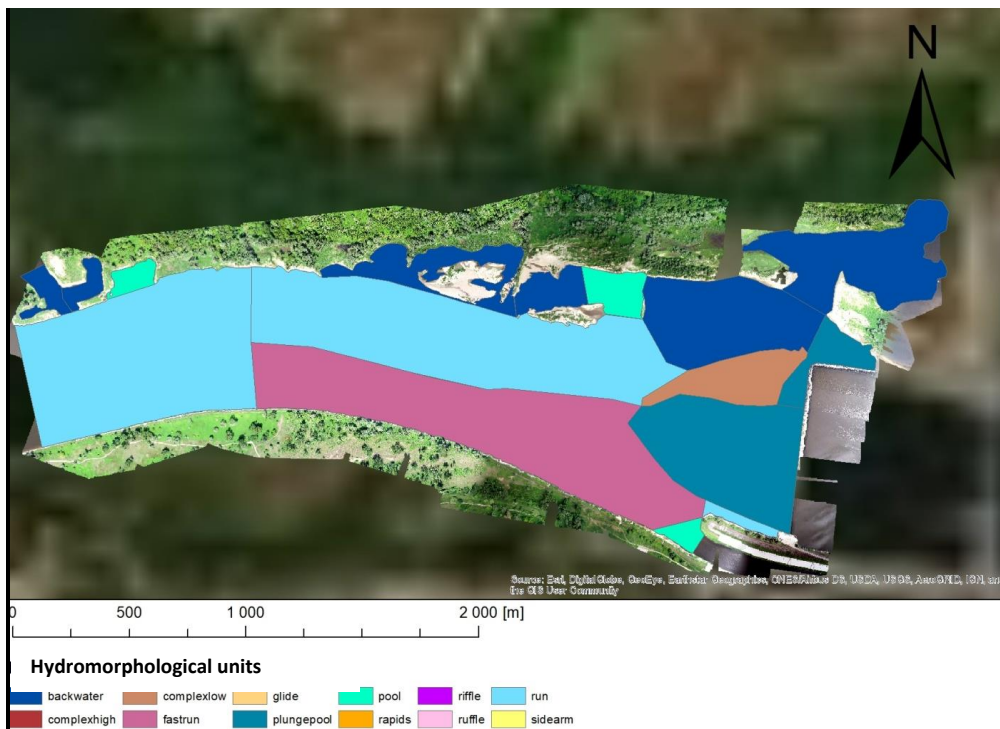 N
Source: Esri, DigitalGlobe, GeoEye, Earthstar Geographics, CNES/Airbus DS, USDA, USGS, AeroGRID, IGN, and
the GIS User Community
0 500 1 000 2 000 [m]
Hydromorphological units
backwater complexlow glide pool riffle run
complexhigh fastrun plungepool rapids ruffle sidearm